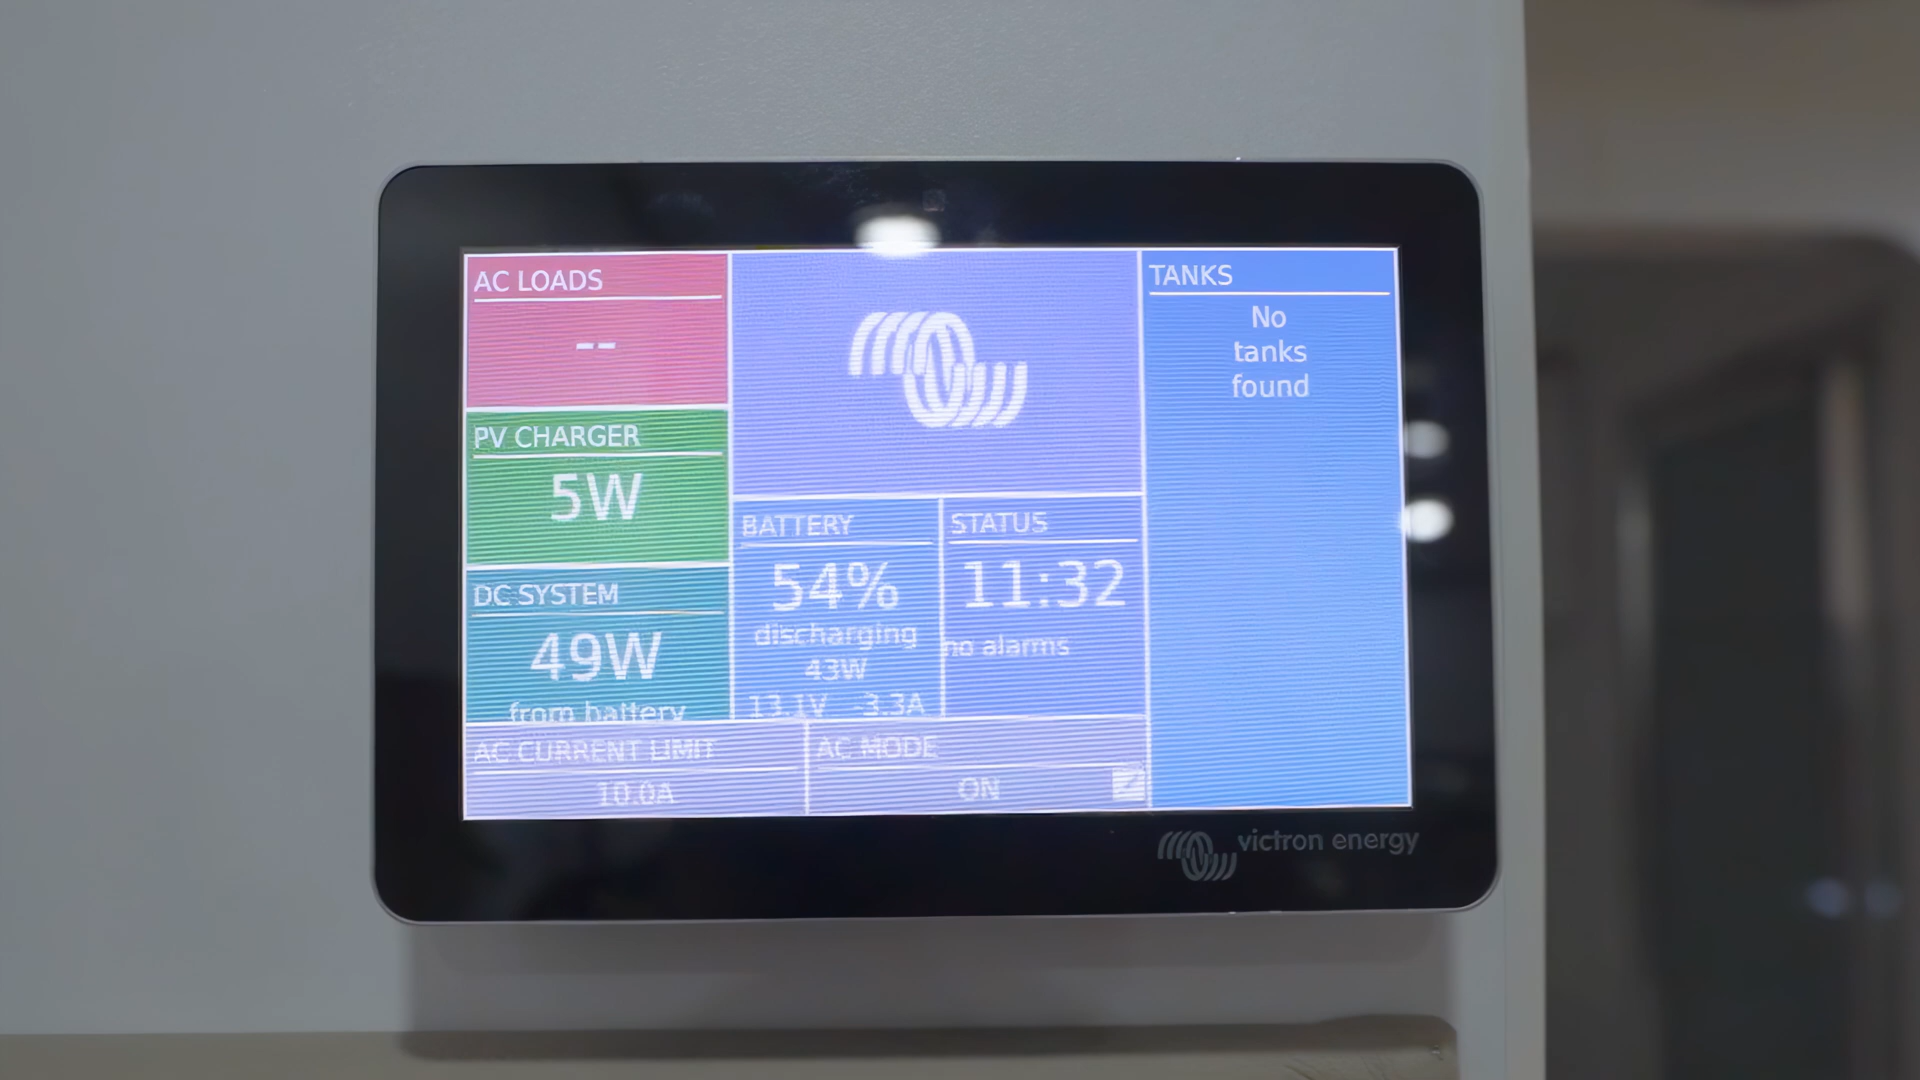 AC LOADS
--
PV CHARGER
5W
DC SYSTEM
49W
from battery
BATTERY
54%
discharging
43W
13.1V -3.3A
STATUS
11:32
no alarms
TANKS
No
tanks
found
AC CURRENT LIMIT
10.0A
AC MODE
ON
victron energy